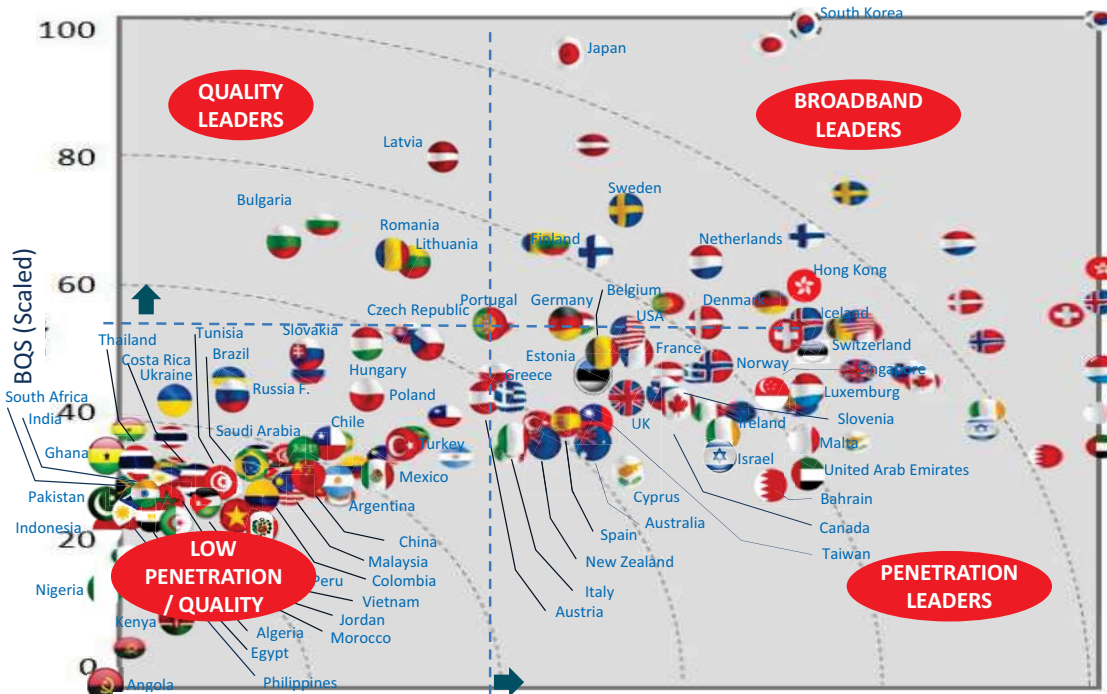 100
South Korea
Japan
QUALITY
LEADERS
BROADBAND
LEADERS
Latvia
80
Sweden
Bulgaria
Romania
Lithuania
Finland
Netherlands
Hong Kong
60
Belgium
BQS (Scaled)
Portugal
Germany
Denmark
Czech Republic
USA
Iceland
Thailand
Tunisia
Slovakia
Switzerland
Costa Rica
Brazil
Estonia
France
Ukraine
Hungary
Greece
Norway
Singapore
South Africa
Russia F.
Poland
Luxemburg
40
India
Chile
UK
Ireland
Slovenia
Saudi Arabia
Turkey
Malta
Ghana
Israel
Mexico
United Arab Emirates
Pakistan
Cyprus
Bahrain
Argentina
Australia
Indonesia
Spain
Canada
20
China
New Zealand
Taiwan
LOW
PENETRATION
/ QUALITY
Malaysia
Peru
Colombia
PENETRATION
LEADERS
Nigeria
Italy
Vietnam
Austria
Kenya
Jordan
Algeria
Morocco
Egypt
0
Angola
Philippines